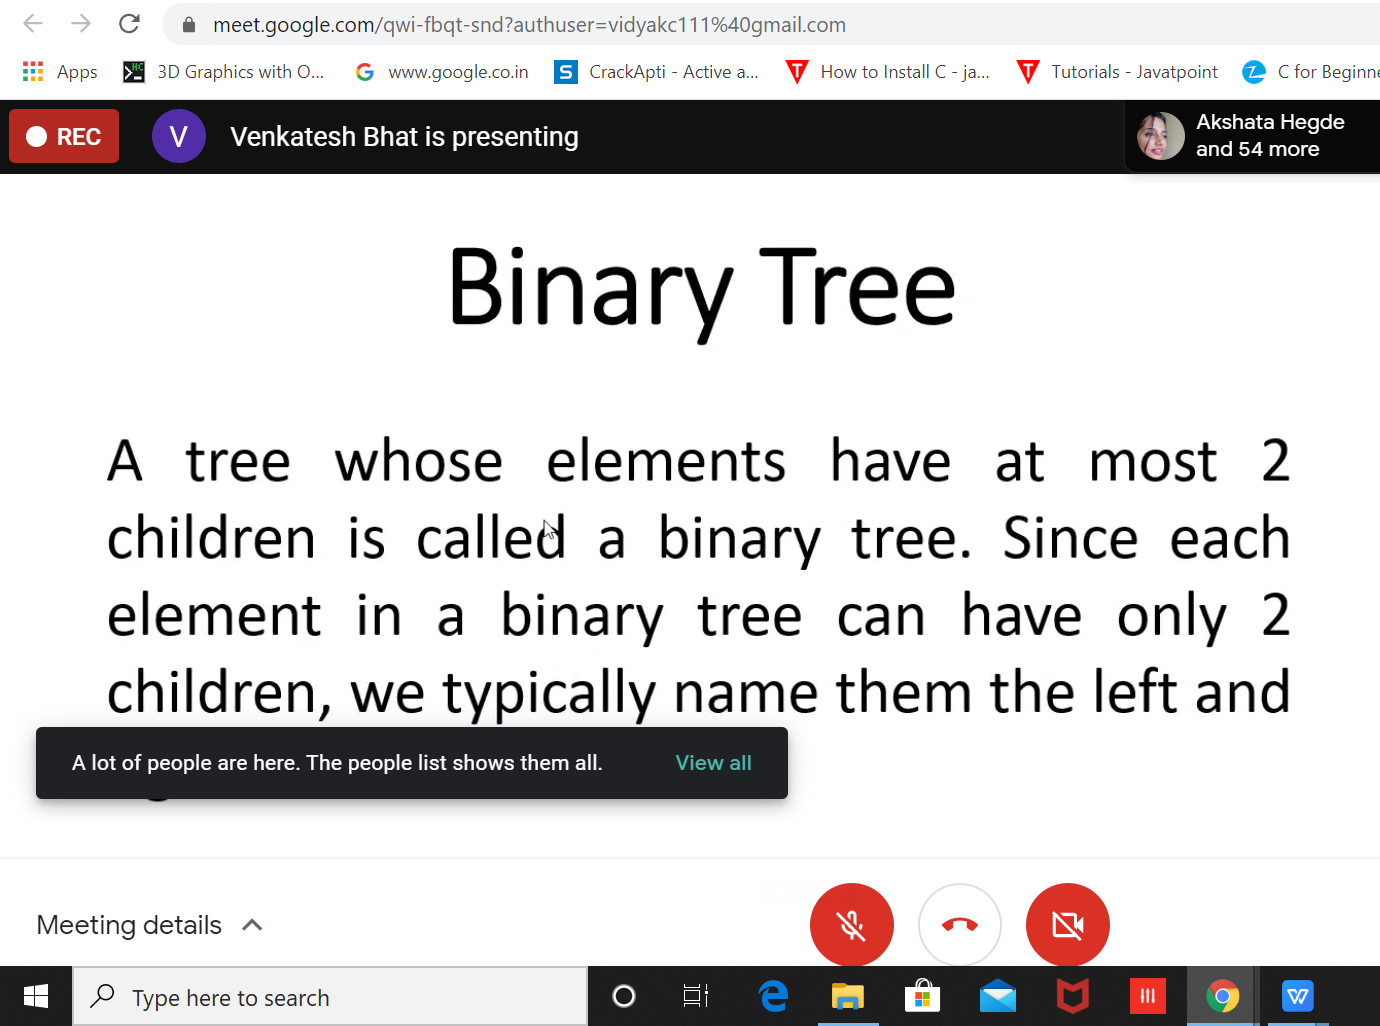 meet.google.com/qwi-fbqt-snd?authuser=vidyakc111%40gmail.com
Apps
HC
3D Graphics with O...
G
www.google.co.in
S
CrackApti - Active a...
T
How to Install C - ja...
T
Tutorials - Javatpoint
Z
C for Beginne
REC
V
Venkatesh Bhat is presenting
Akshata Hegde
and 54 more
Binary Tree
A tree whose elements have at most 2
children is called a binary tree. Since each
element in a binary tree can have only 2
children, we typically name them the left and
A lot of people are here. The people list shows them all.
View all
Meeting details
Type here to search
W